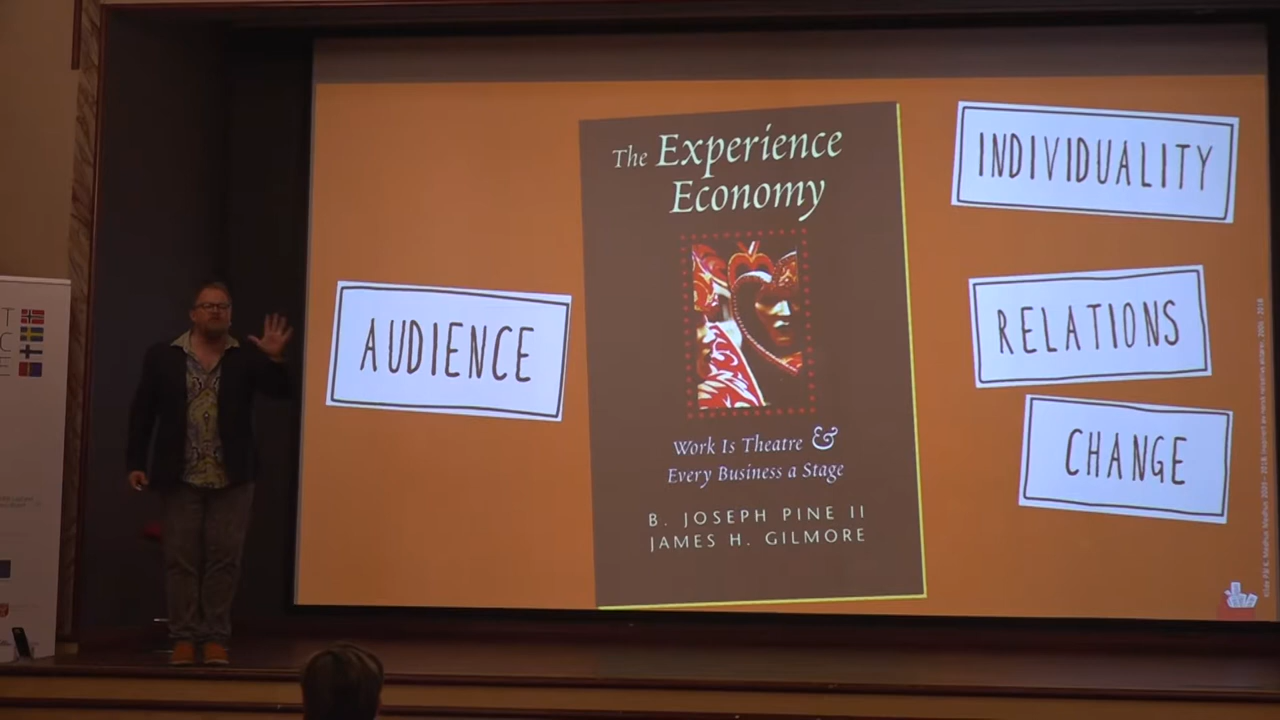 The Experience
Economy
Work Is Theatre &
Every Business a Stage
B. JOSEPH PINE II
JAMES H. GILMORE
AUDIENCE
INDIVIDUALITY
RELATIONS
CHANGE
T
C
E